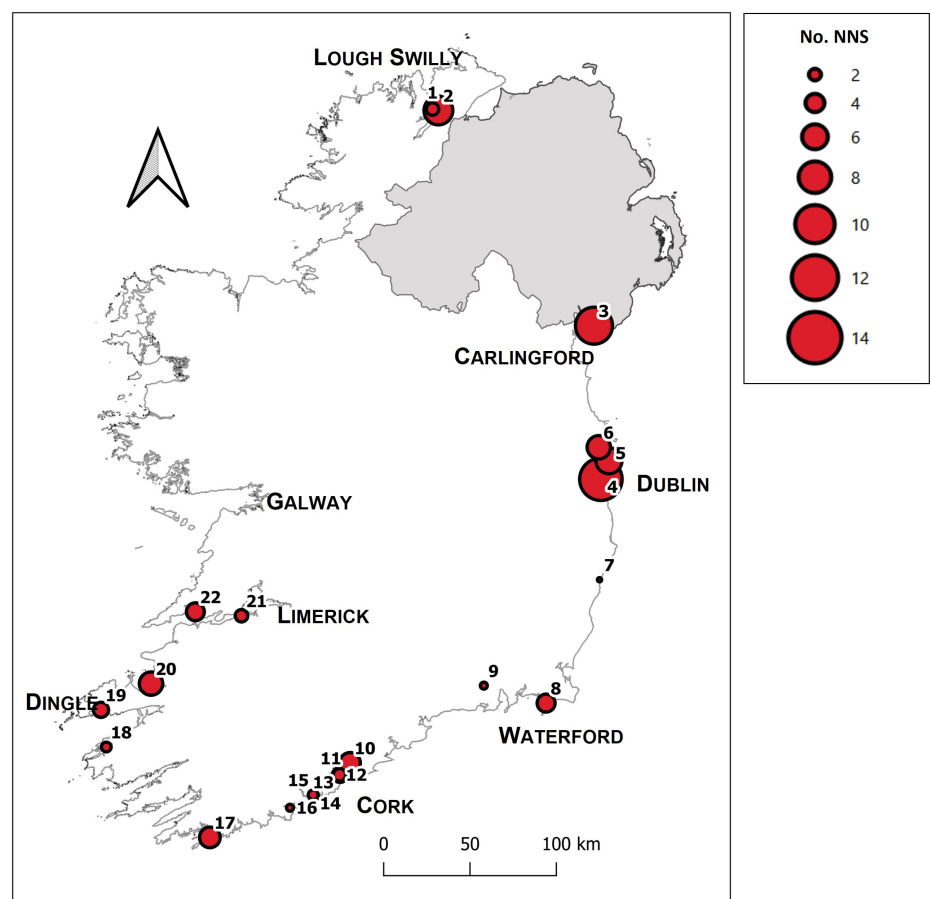 LOUGH SWILLY
1 2
3
CARLINGFORD
6
5
4 DUBLIN
GALWAY
7
22 21
LIMERICK
20
DINGLE 19
18
9
8
WATERFORD
10
11
12
13
15
14
16
CORK
17
0 50 100 km
No. NNS
2
4
6
8
10
12
14